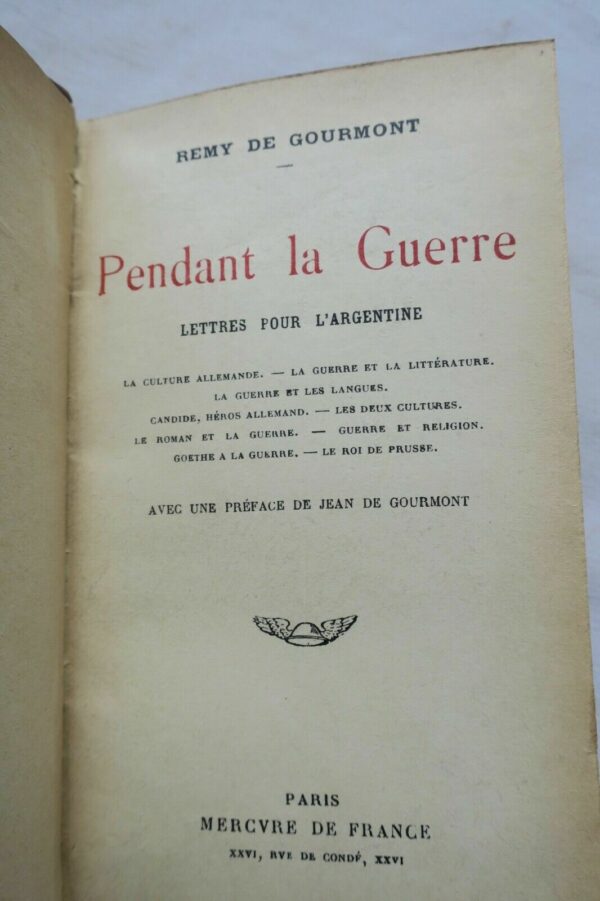 REMY DE GOURMONT
—
Pendant la Guerre
LETTRES POUR L'ARGENTINE
LA CULTURE ALLEMANDE. — LA GUERRE ET LA LITTÉRATURE.
LA GUERRE ET LES LANGUES.
CANDIDE, HÉROS ALLEMAND. — LES DEUX CULTURES.
LE ROMAN ET LA GUERRE. — GUERRE ET RELIGION.
GOETHE A LA GUERRE. — LE ROI DE PRUSSE.
AVEC UNE PRÉFACE DE JEAN DE GOURMONT
PARIS
MERCVRE DE FRANCE
XXVI, RVE DE CONDÉ, XXVI